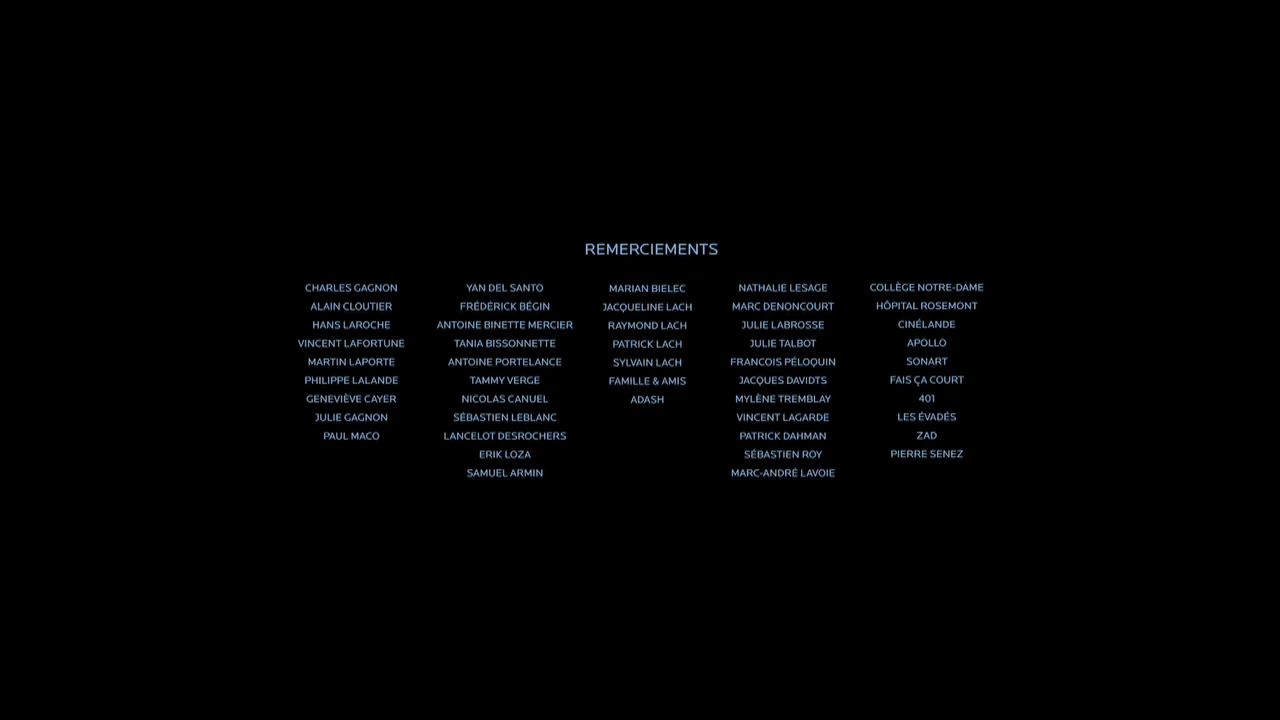 REMERCIEMENTS
CHARLES GAGNON
ALAIN CLOUTIER
HANS LAROCHE
VINCENT LAFORTUNE
MARTIN LAPORTE
PHILIPPE LALANDE
GENEVIÈVE CAYER
JULIE GAGNON
PAUL MACO
YAN DEL SANTO
FRÉDÉRICK BÉGIN
ANTOINE BINETTE MERCIER
TANIA BISSONNETTE
ANTOINE PORTELANCE
TAMMY VERGE
NICOLAS CANUEL
SÉBASTIEN LEBLANC
LANCELOT DESROCHERS
ERIK LOZA
SAMUEL ARMIN
MARIAN BIELEC
JACQUELINE LACH
RAYMOND LACH
PATRICK LACH
SYLVAIN LACH
FAMILLE & AMIS
ADASH
NATHALIE LESAGE
MARC DENONCOURT
JULIE LABROSSE
JULIE TALBOT
FRANCOIS PÉLOQUIN
JACQUES DAVIDTS
MYLÈNE TREMBLAY
VINCENT LAGARDE
PATRICK DAHMAN
SÉBASTIEN ROY
MARC-ANDRÉ LAVOIE
COLLÈGE NOTRE-DAME
HÔPITAL ROSEMONT
CINÉLANDE
APOLLO
SONART
FAIS ÇA COURT
401
LES ÉVADÉS
ZAD
PIERRE SENEZ